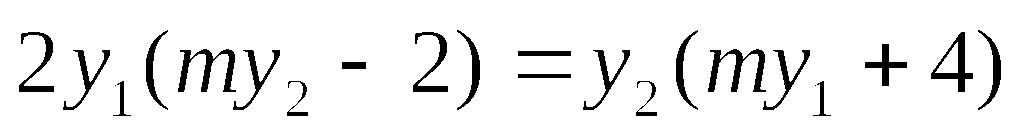 2y₁(my₂ - 2) = y₂(my₁ + 4)